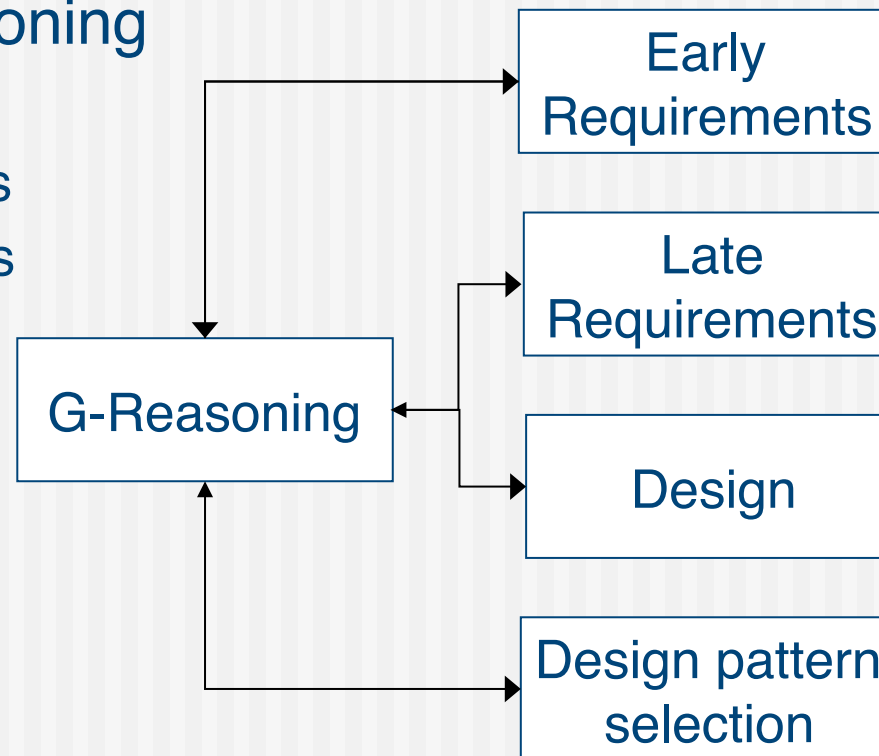 oning
s
s
Early
Requirements
Late
Requirements
G-Reasoning
Design
Design pattern
selection